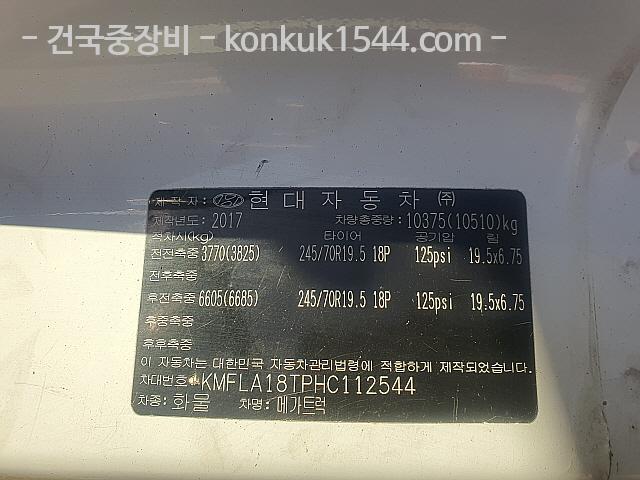 - 건국중장비 - konkuk1544.com -
제작자: 현대자동차 ㈜
제작년도: 2017 차량총중량: 10375(10510)kg
적차시(kg) 타이어 공기압 림
전전축중 3770(3825) 245/70R19.5 18P 125psi 19.5x6.75
전후축중
후전축중 6605(6685) 245/70R19.5 18P 125psi 19.5x6.75
후중축중
후후축중
이 자동차는 대한민국 자동차관리법령에 적합하게 제작되었습니다.
차대번호: *KMFLA18TPHC112544
차종: 화물 차명: 메가트럭